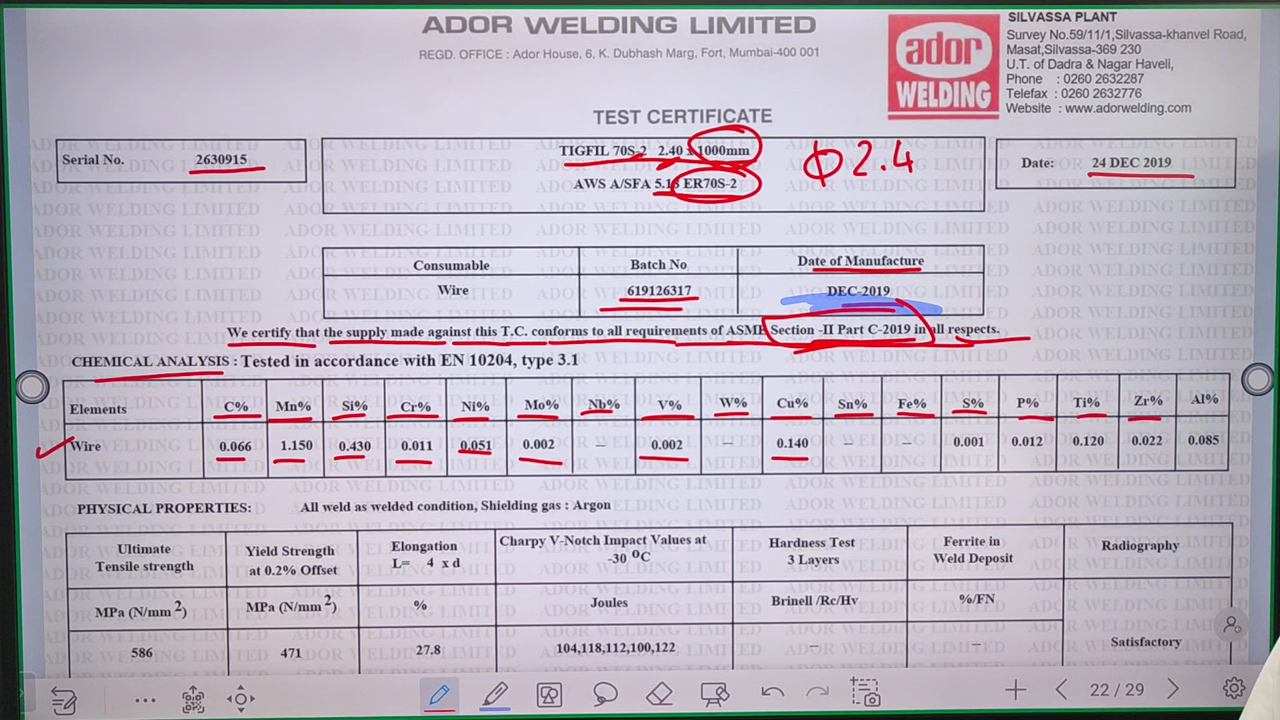 ADOR WELDING LIMITED
REGD. OFFICE : Ador House, 6, K. Dubhash Marg, Fort, Mumbai-400 001
ador
WELDING
SILVASSA PLANT
Survey No.59/11/1,Silvassa-khanvel Road,
Masat,Silvassa-369 230
U.T. of Dadra & Nagar Haveli,
Phone : 0260 2632287
Telefax : 0260 2632776
Website : www.adorwelding.com
TEST CERTIFICATE
Serial No. 2630915
TIGFIL 70S-2 2.40 x 1000mm
AWS A/SFA 5.18 ER70S-2
ϕ2.4
Date: 24 DEC 2019
Consumable Batch No Date of Manufacture
Wire 619126317 DEC-2019
We certify that the supply made against this T.C. conforms to all requirements of ASME Section -II Part C-2019 in all respects.
CHEMICAL ANALYSIS : Tested in accordance with EN 10204, type 3.1
Elements C% Mn% Si% Cr% Ni% Mo% Nb% V% W% Cu% Sn% Fe% S% P% Ti% Zr% Al%
Wire 0.066 1.150 0.430 0.011 0.051 0.002 – – 0.002 – 0.140 – – 0.001 0.012 0.120 0.022 0.085
PHYSICAL PROPERTIES: All weld as welded condition, Shielding gas : Argon
Ultimate Tensile strength
Yield Strength at 0.2% Offset
Elongation L= 4 x d
Charpy V-Notch Impact Values at -30 ⁰C
Hardness Test 3 Layers
Ferrite in Weld Deposit
Radiography
MPa (N/mm²) MPa (N/mm²) % Joules Brinell /Rc/Hv %/FN
586 471 27.8 104,118,112,100,122 – – Satisfactory
22 / 29